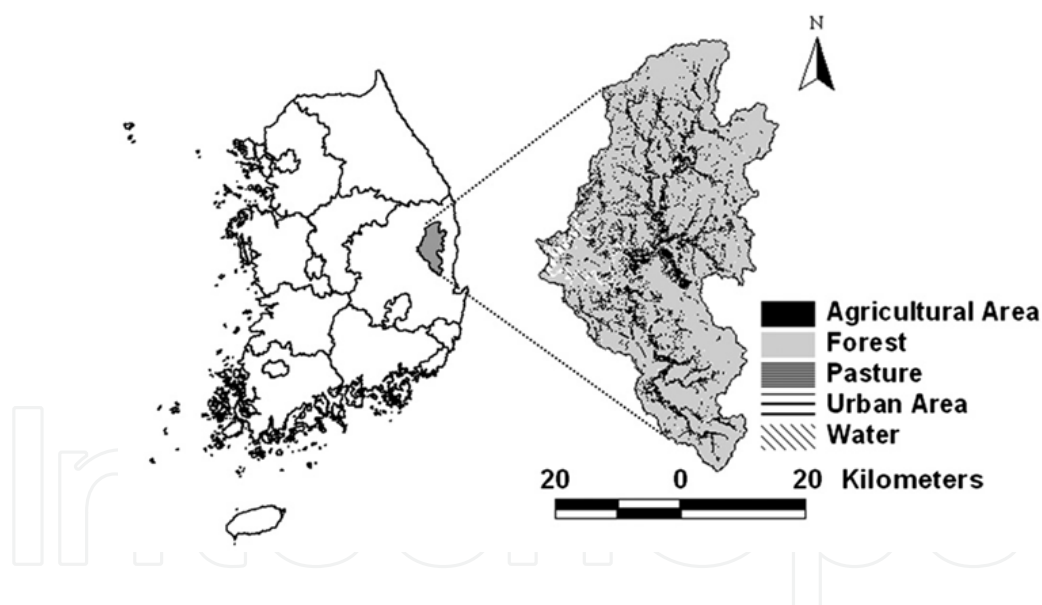 N
Agricultural Area
Forest
Pasture
Urban Area
Water
20 0 20 Kilometers